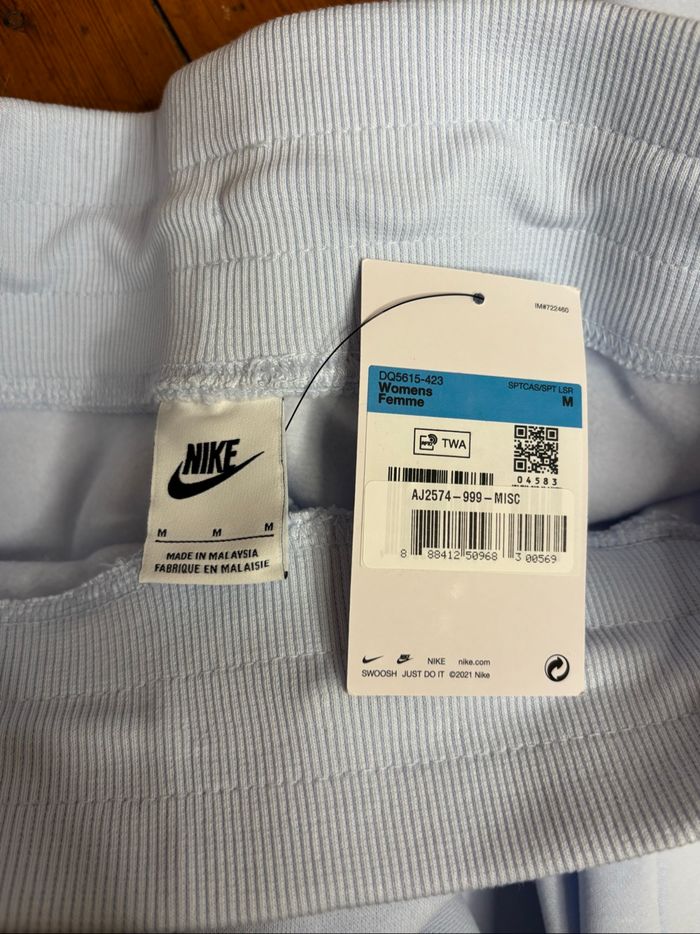 IM#722460
DQ5615-423
Womens
Femme
SPTCAS/SPT LSR
M
RFID
TWA
04583
AJ2574-999-MISC
8 88412 50968 3 00569
NIKE nike.com
SWOOSH JUST DO IT ©2021 Nike
NIKE
M M M
MADE IN MALAYSIA
FABRIQUE EN MALAISIE